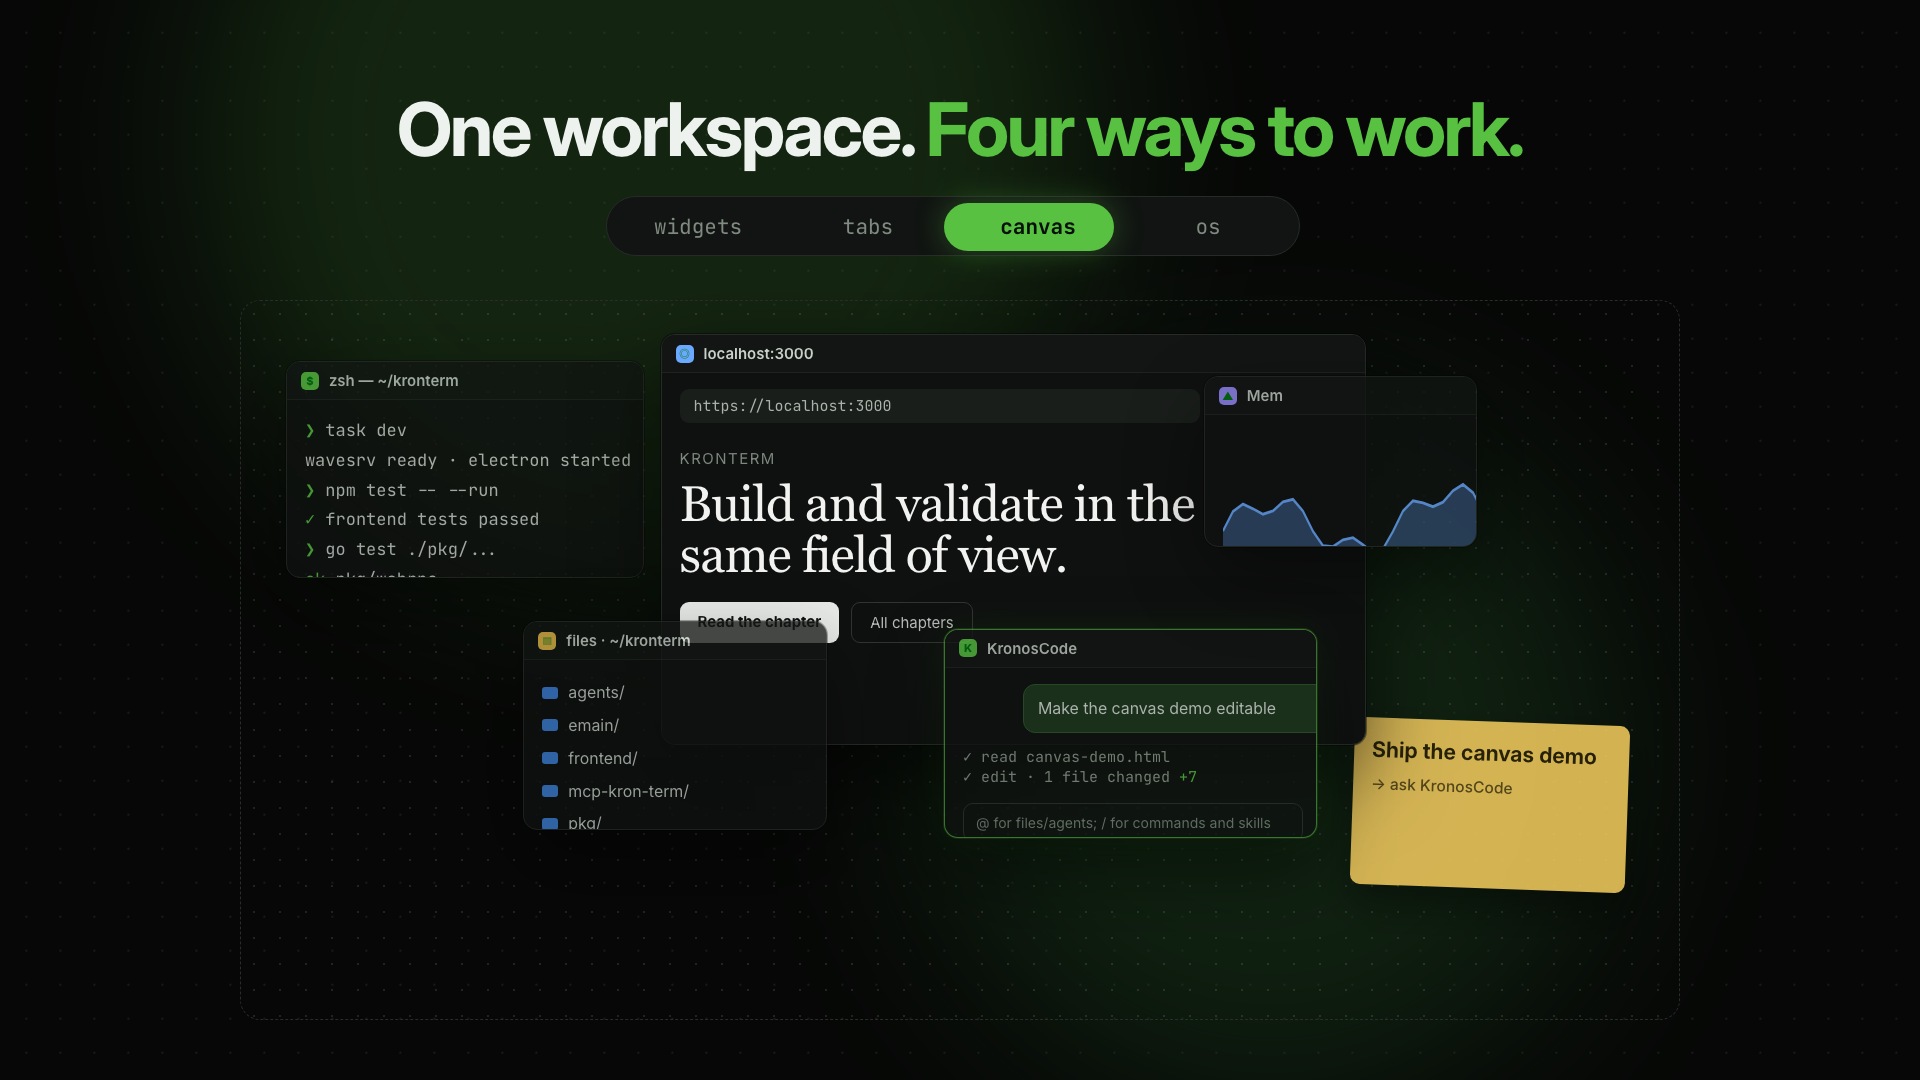 One workspace. Four ways to work.
widgets
tabs
canvas
os
zsh — ~/kronterm
❯ task dev
wavesrv ready · electron started
❯ npm test -- --run
✓ frontend tests passed
❯ go test ./pkg/...
localhost:3000
https://localhost:3000
KRONTERM
Build and validate in the
same field of view.
Read the chapter
All chapters
Mem
files · ~/kronterm
agents/
emain/
frontend/
mcp-kron-term/
pkg/
K KronosCode
Make the canvas demo editable
✓ read canvas-demo.html
✓ edit · 1 file changed +7
@ for files/agents; / for commands and skills
Ship the canvas demo
→ ask KronosCode